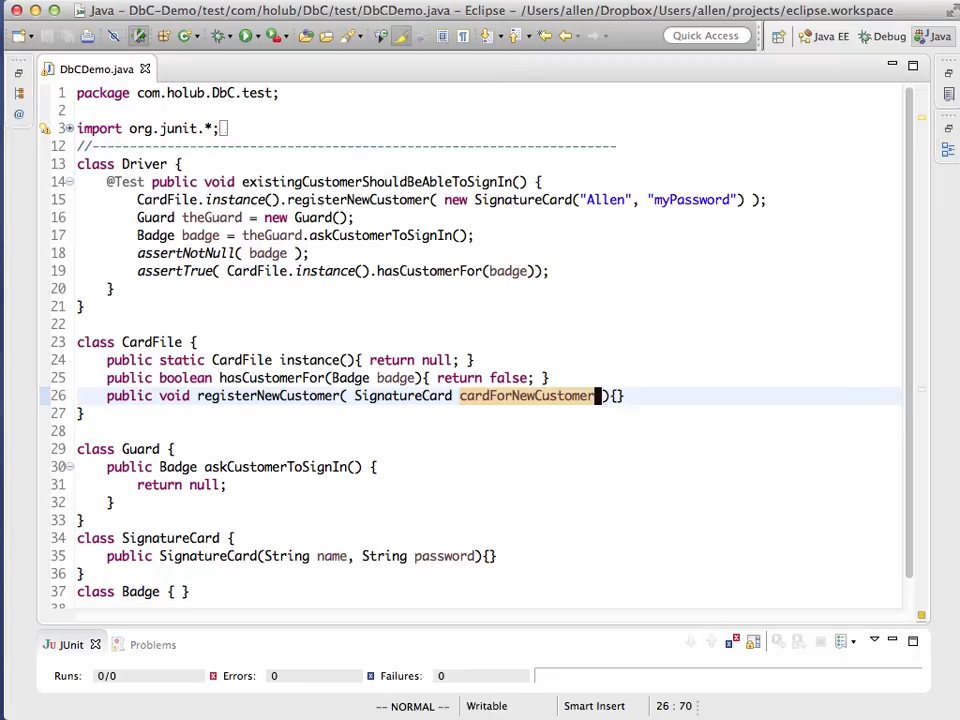 Java - DbC-Demo/test/com/holub/DbC/test/DbCDemo.java - Eclipse - /Users/allen/Dropbox/Users/allen/projects/eclipse.workspace
Quick Access
Java EE
Debug
Java
DbCDemo.java
1 package com.holub.DbC.test;
2
3 import org.junit.*;
12 //----------------------------------------------------------------------
13 class Driver {
14 @Test public void existingCustomerShouldBeAbleToSignIn() {
15 CardFile.instance().registerNewCustomer( new SignatureCard("Allen", "myPassword") );
16 Guard theGuard = new Guard();
17 Badge badge = theGuard.askCustomerToSignIn();
18 assertNotNull( badge );
19 assertTrue( CardFile.instance().hasCustomerFor(badge));
20 }
21 }
22
23 class CardFile {
24 public static CardFile instance(){ return null; }
25 public boolean hasCustomerFor(Badge badge){ return false; }
26 public void registerNewCustomer( SignatureCard cardForNewCustomer ){}
27 }
28
29 class Guard {
30 public Badge askCustomerToSignIn() {
31 return null;
32 }
33 }
34 class SignatureCard {
35 public SignatureCard(String name, String password){}
36 }
37 class Badge { }
38
JUnit
Problems
Runs: 0/0
Errors: 0
Failures: 0
-- NORMAL --
Writable
Smart Insert
26 : 70